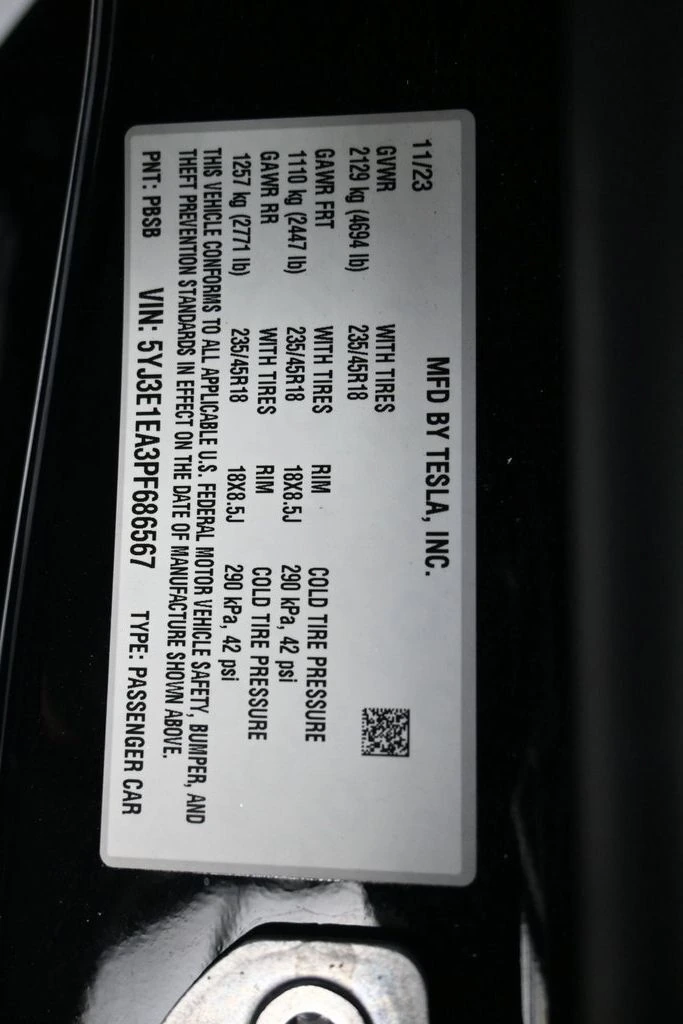 MFD BY TESLA, INC.
11/23
GVWR WITH TIRES
2129 kg (4694 lb) 235/45R18
GAWR FRT WITH TIRES RIM COLD TIRE PRESSURE
1110 kg (2447 lb) 235/45R18 18X8.5J 290 kPa, 42 psi
GAWR RR WITH TIRES RIM COLD TIRE PRESSURE
1257 kg (2771 lb) 235/45R18 18X8.5J 290 kPa, 42 psi
THIS VEHICLE CONFORMS TO ALL APPLICABLE U.S. FEDERAL MOTOR VEHICLE SAFETY, BUMPER, AND
THEFT PREVENTION STANDARDS IN EFFECT ON THE DATE OF MANUFACTURE SHOWN ABOVE.
PNT: PBSB VIN: 5YJ3E1EA3PF686567 TYPE: PASSENGER CAR